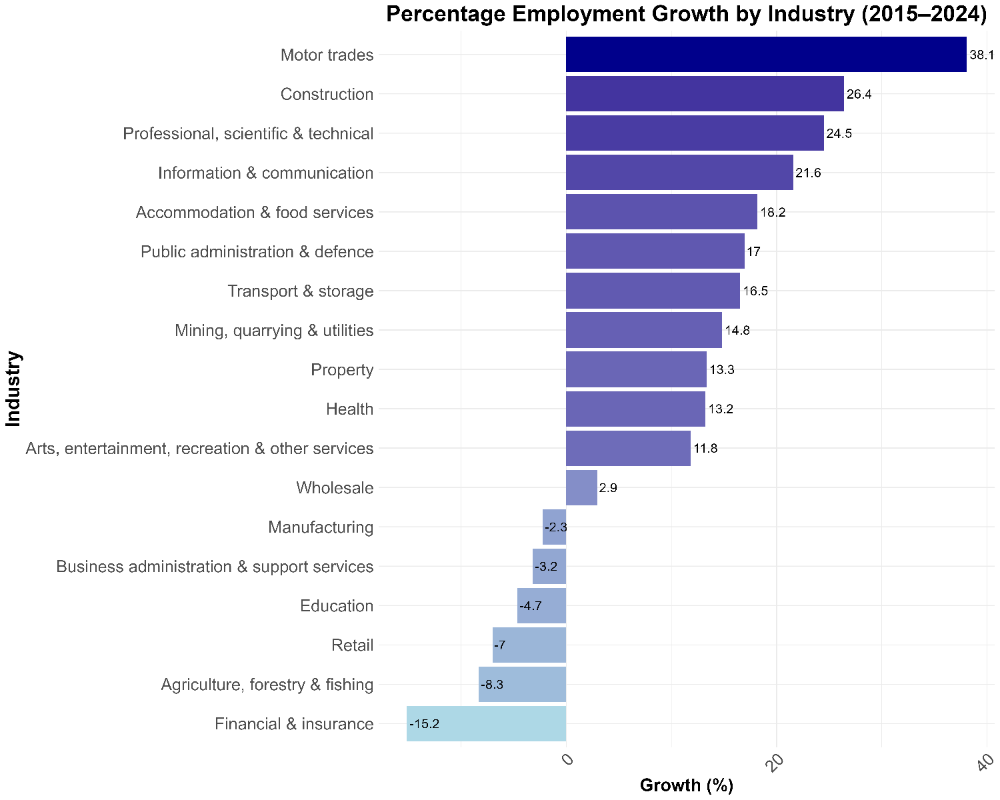 Percentage Employment Growth by Industry (2015–2024)
Motor trades 38.1
Construction 26.4
Professional, scientific & technical 24.5
Information & communication 21.6
Accommodation & food services 18.2
Public administration & defence 17
Transport & storage 16.5
Mining, quarrying & utilities 14.8
Property 13.3
Health 13.2
Arts, entertainment, recreation & other services 11.8
Wholesale 2.9
Manufacturing -2.3
Business administration & support services -3.2
Education -4.7
Retail -7
Agriculture, forestry & fishing -8.3
Financial & insurance -15.2
Industry
0 20 40
Growth (%)